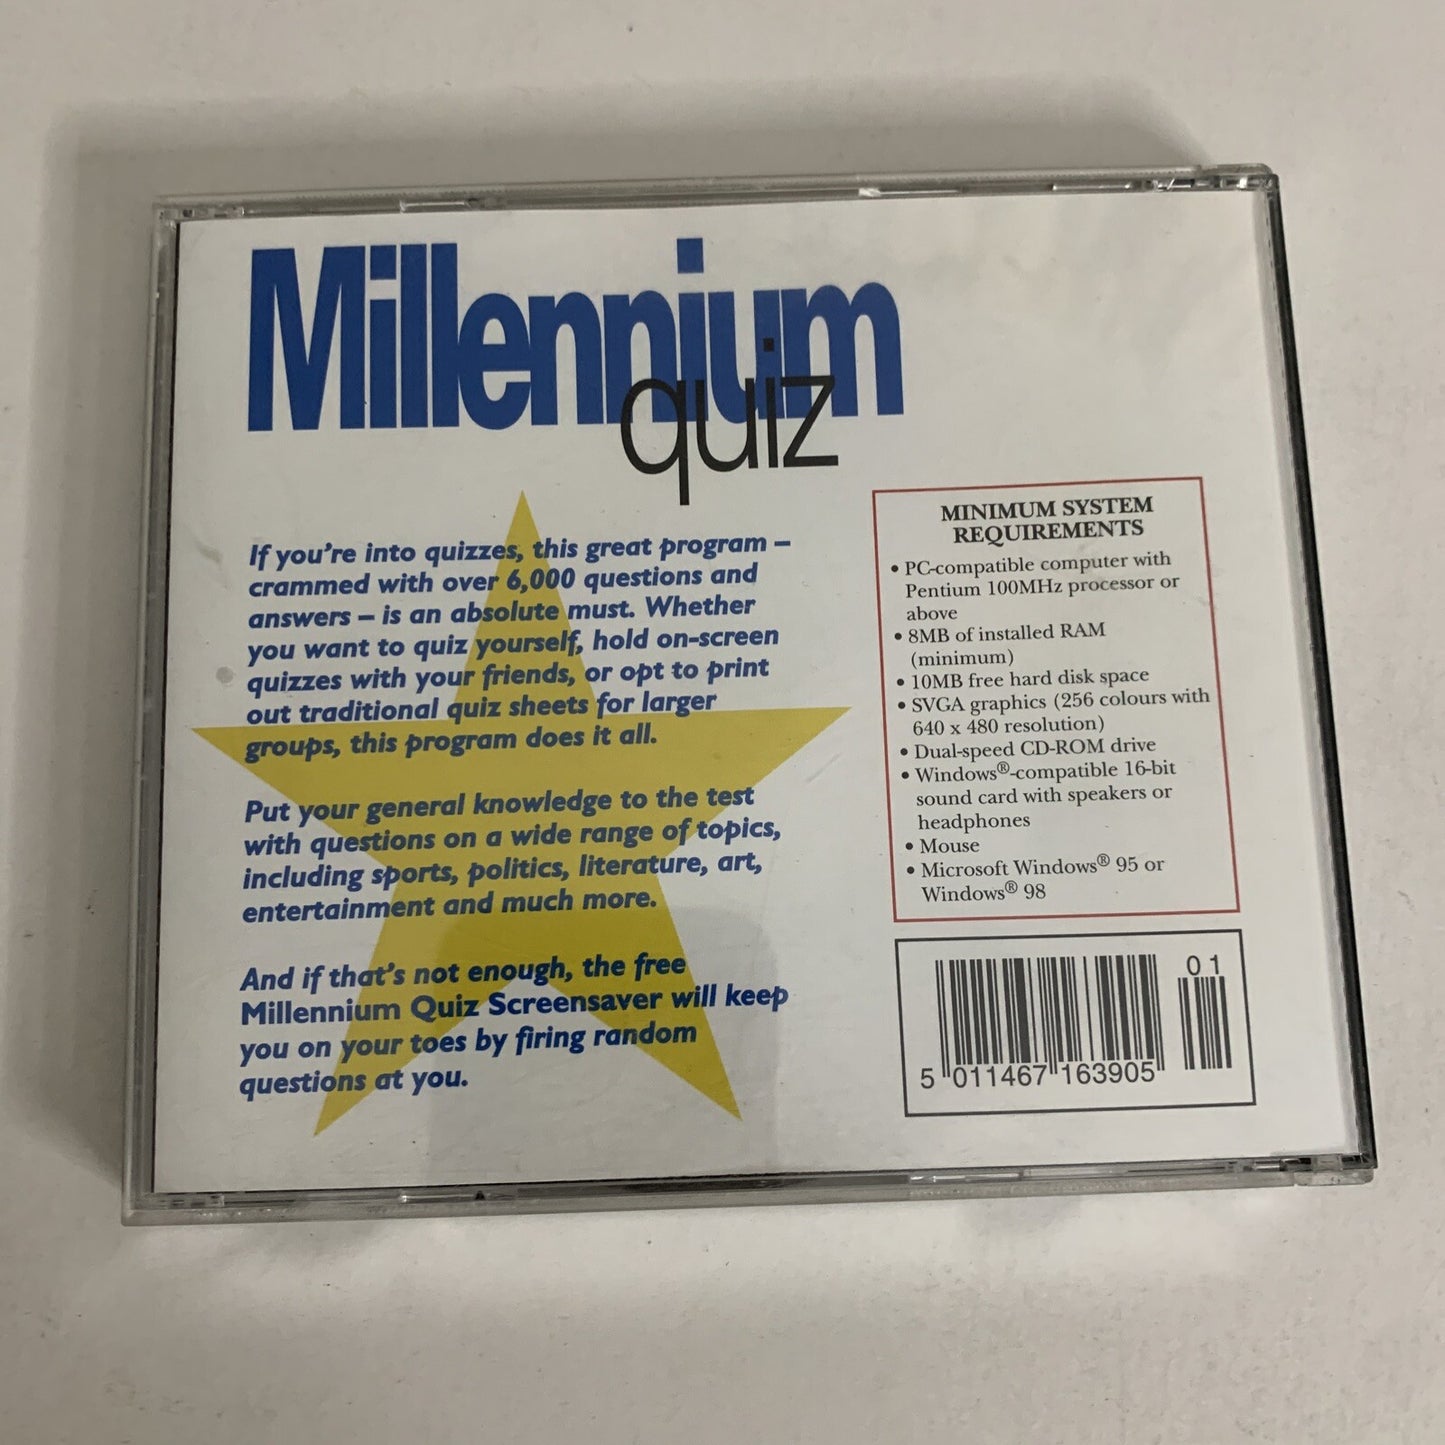 Millennium
quiz
If you're into quizzes, this great program –
crammed with over 6,000 questions and
answers – is an absolute must. Whether
you want to quiz yourself, hold on-screen
quizzes with your friends, or opt to print
out traditional quiz sheets for larger
groups, this program does it all.
Put your general knowledge to the test
with questions on a wide range of topics,
including sports, politics, literature, art,
entertainment and much more.
And if that's not enough, the free
Millennium Quiz Screensaver will keep
you on your toes by firing random
questions at you.
MINIMUM SYSTEM
REQUIREMENTS
• PC-compatible computer with
Pentium 100MHz processor or
above
• 8MB of installed RAM
(minimum)
• 10MB free hard disk space
• SVGA graphics (256 colours with
640 x 480 resolution)
• Dual-speed CD-ROM drive
• Windows®-compatible 16-bit
sound card with speakers or
headphones
• Mouse
• Microsoft Windows® 95 or
Windows® 98
01
5 011467 163905